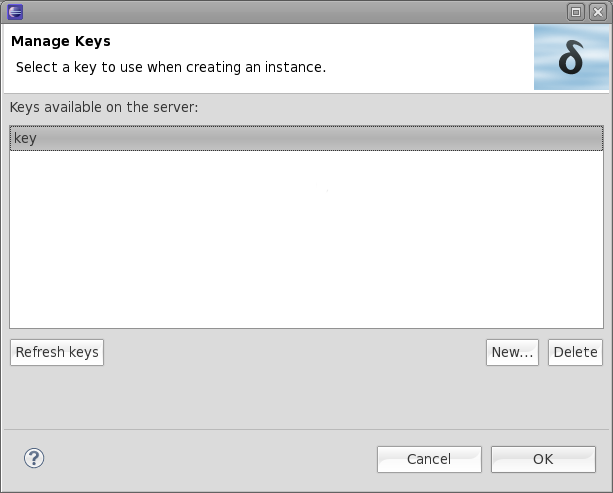 Manage Keys
Select a key to use when creating an instance.
δ
Keys available on the server:
key
Refresh keys
New...
Delete
?
Cancel
OK